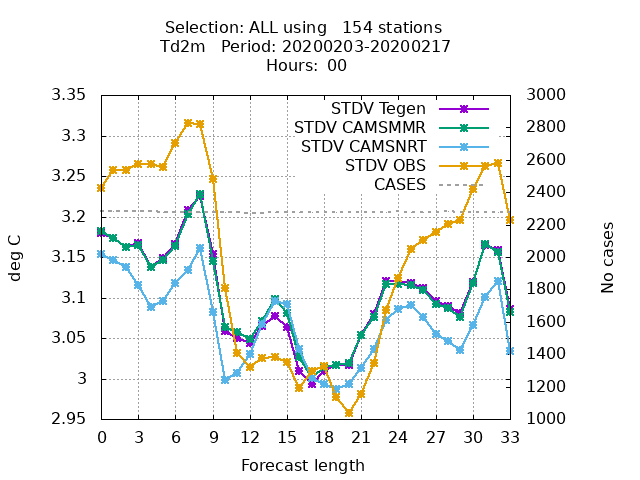 Selection: ALL using   154 stations
Td2m   Period: 20200203-20200217
Hours:  00
STDV Tegen
STDV CAMSMMR
STDV CAMSNRT
STDV OBS
CASES
deg C
3.35
3.3
3.25
3.2
3.15
3.1
3.05
3
2.95
No cases
3000
2800
2600
2400
2200
2000
1800
1600
1400
1200
1000
0 3 6 9 12 15 18 21 24 27 30 33
Forecast length